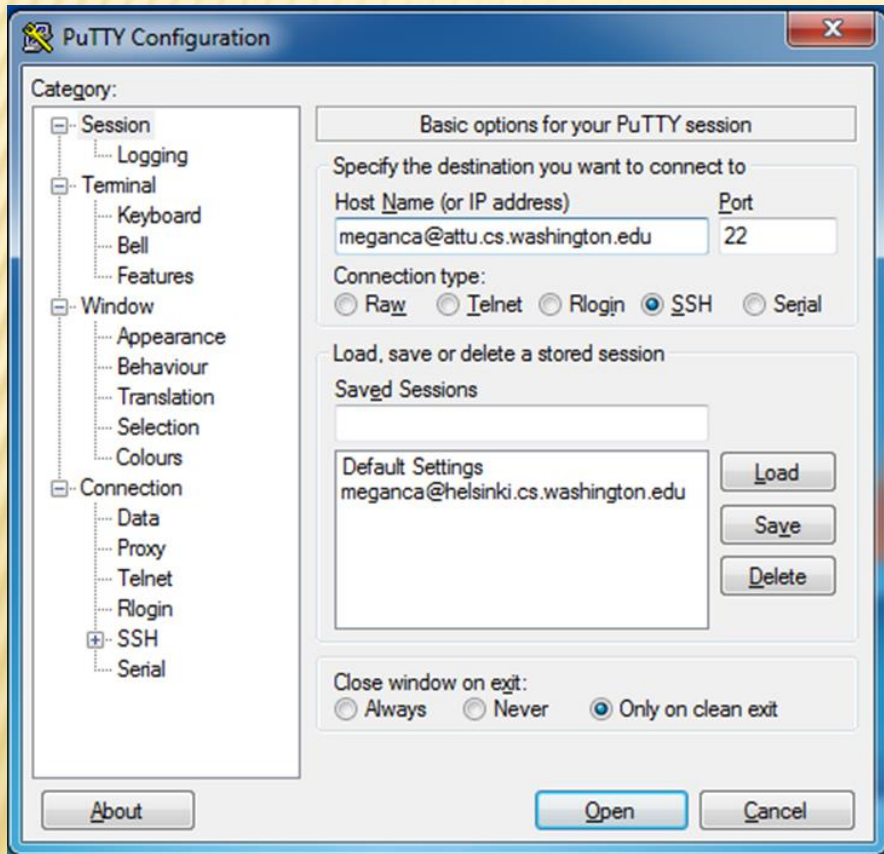 PuTTY Configuration
Category:
Session
Logging
Terminal
Keyboard
Bell
Features
Window
Appearance
Behaviour
Translation
Selection
Colours
Connection
Data
Proxy
Telnet
Rlogin
SSH
Serial
Basic options for your PuTTY session
Specify the destination you want to connect to
Host Name (or IP address) Port
meganca@attu.cs.washington.edu 22
Connection type:
Raw Telnet Rlogin SSH Serial
Load, save or delete a stored session
Saved Sessions
Default Settings
meganca@helsinki.cs.washington.edu
Load
Save
Delete
Close window on exit:
Always Never Only on clean exit
About Open Cancel